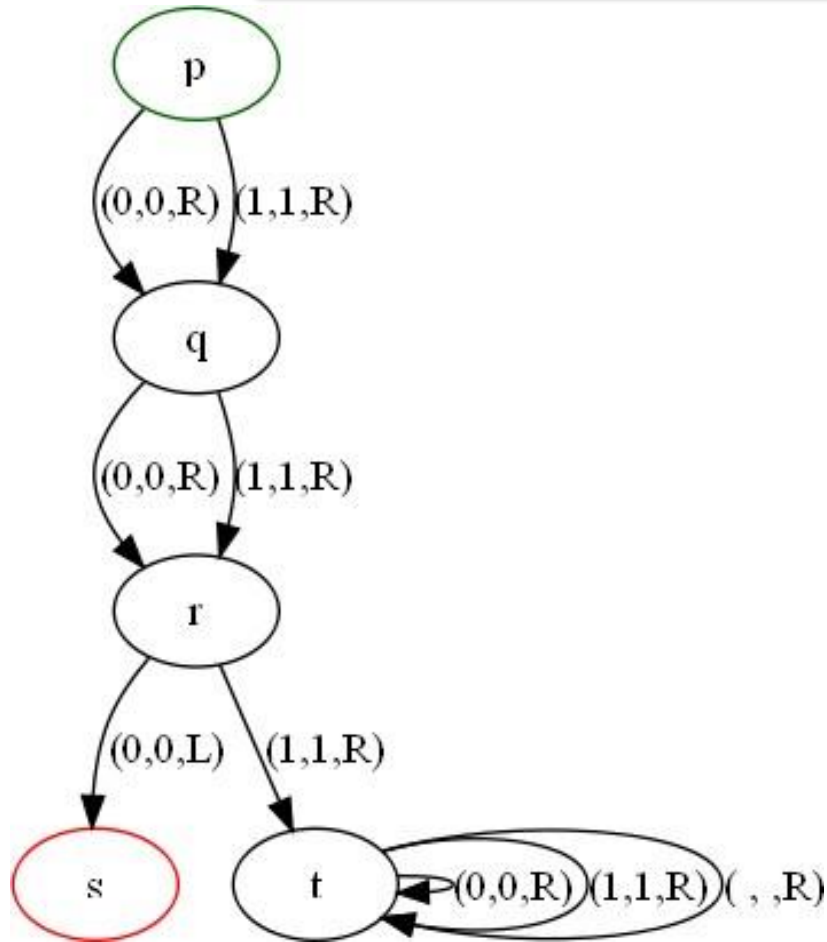 p
(0,0,R) (1,1,R)
q
(0,0,R) (1,1,R)
r
(0,0,L) (1,1,R)
s t (0,0,R) (1,1,R) ( , ,R)